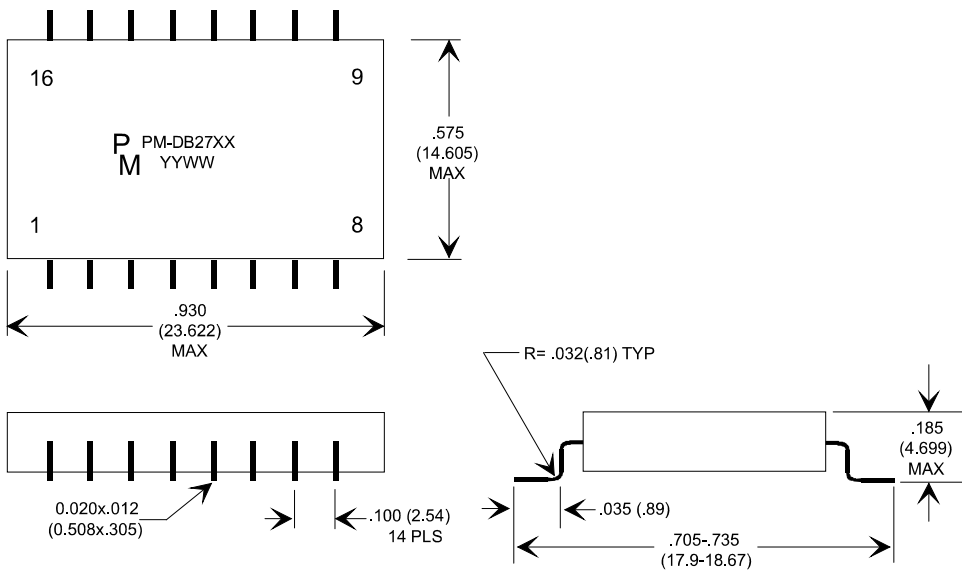 16
9
P
M
PM-DB27XX
YYWW
1
8
.575
(14.605)
MAX
.930
(23.622)
MAX
R= .032(.81) TYP
.185
(4.699)
MAX
0.020x.012
(0.508x.305)
.100 (2.54)
14 PLS
.035 (.89)
.705-.735
(17.9-18.67)